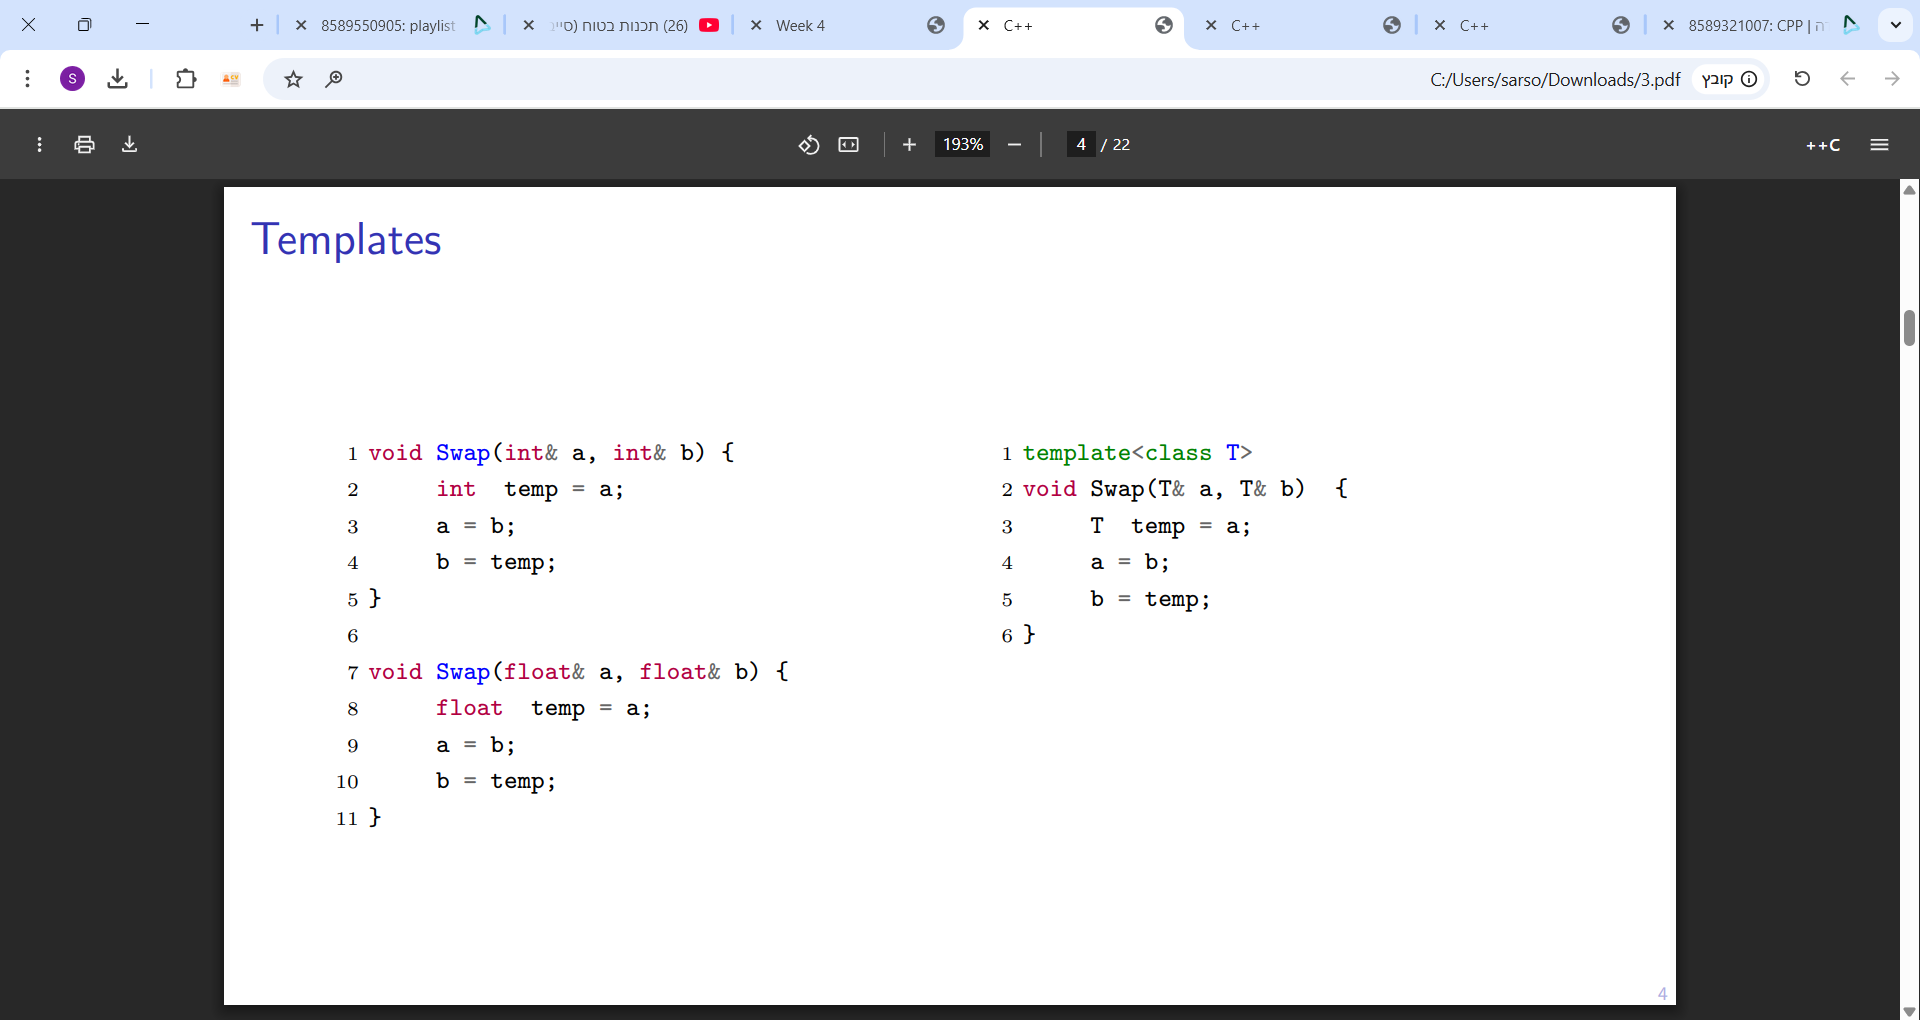 8589550905: playlist
תכנות בטוח (26)
Week 4
C++
C++
C++
8589321007: CPP |
S
C:/Users/sarso/Downloads/3.pdf
קובץ
193%
4 / 22
++C
Templates
1 void Swap(int& a, int& b) {
2 int temp = a;
3 a = b;
4 b = temp;
5 }
6
7 void Swap(float& a, float& b) {
8 float temp = a;
9 a = b;
10 b = temp;
11 }
1 template<class T>
2 void Swap(T& a, T& b) {
3 T temp = a;
4 a = b;
5 b = temp;
6 }
4